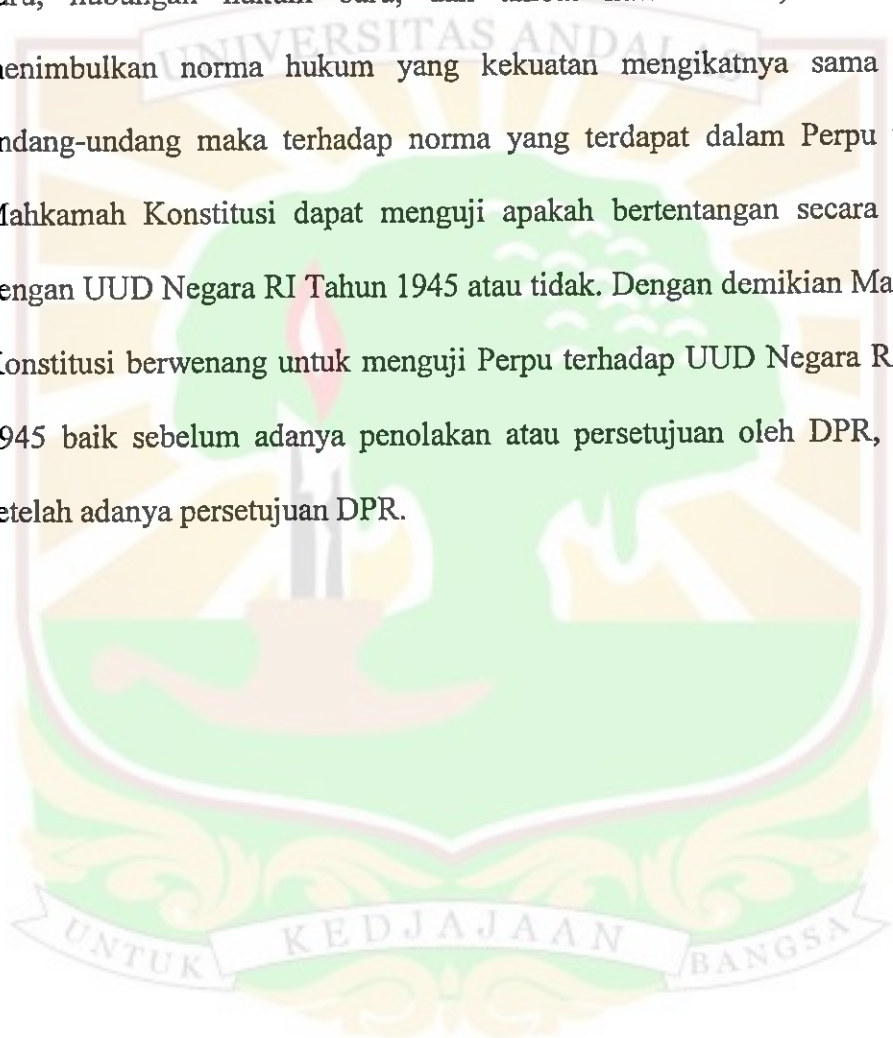 UNIVERSITAS ANDALAS
menimbulkan norma hukum yang kekuatan mengikatnya sama
ndang-undang maka terhadap norma yang terdapat dalam Perpu
Mahkamah Konstitusi dapat menguji apakah bertentangan secara
engan UUD Negara RI Tahun 1945 atau tidak. Dengan demikian Ma
Konstitusi berwenang untuk menguji Perpu terhadap UUD Negara R
945 baik sebelum adanya penolakan atau persetujuan oleh DPR,
etelah adanya persetujuan DPR.
UNTUK KEDJAJAAN BANGSA